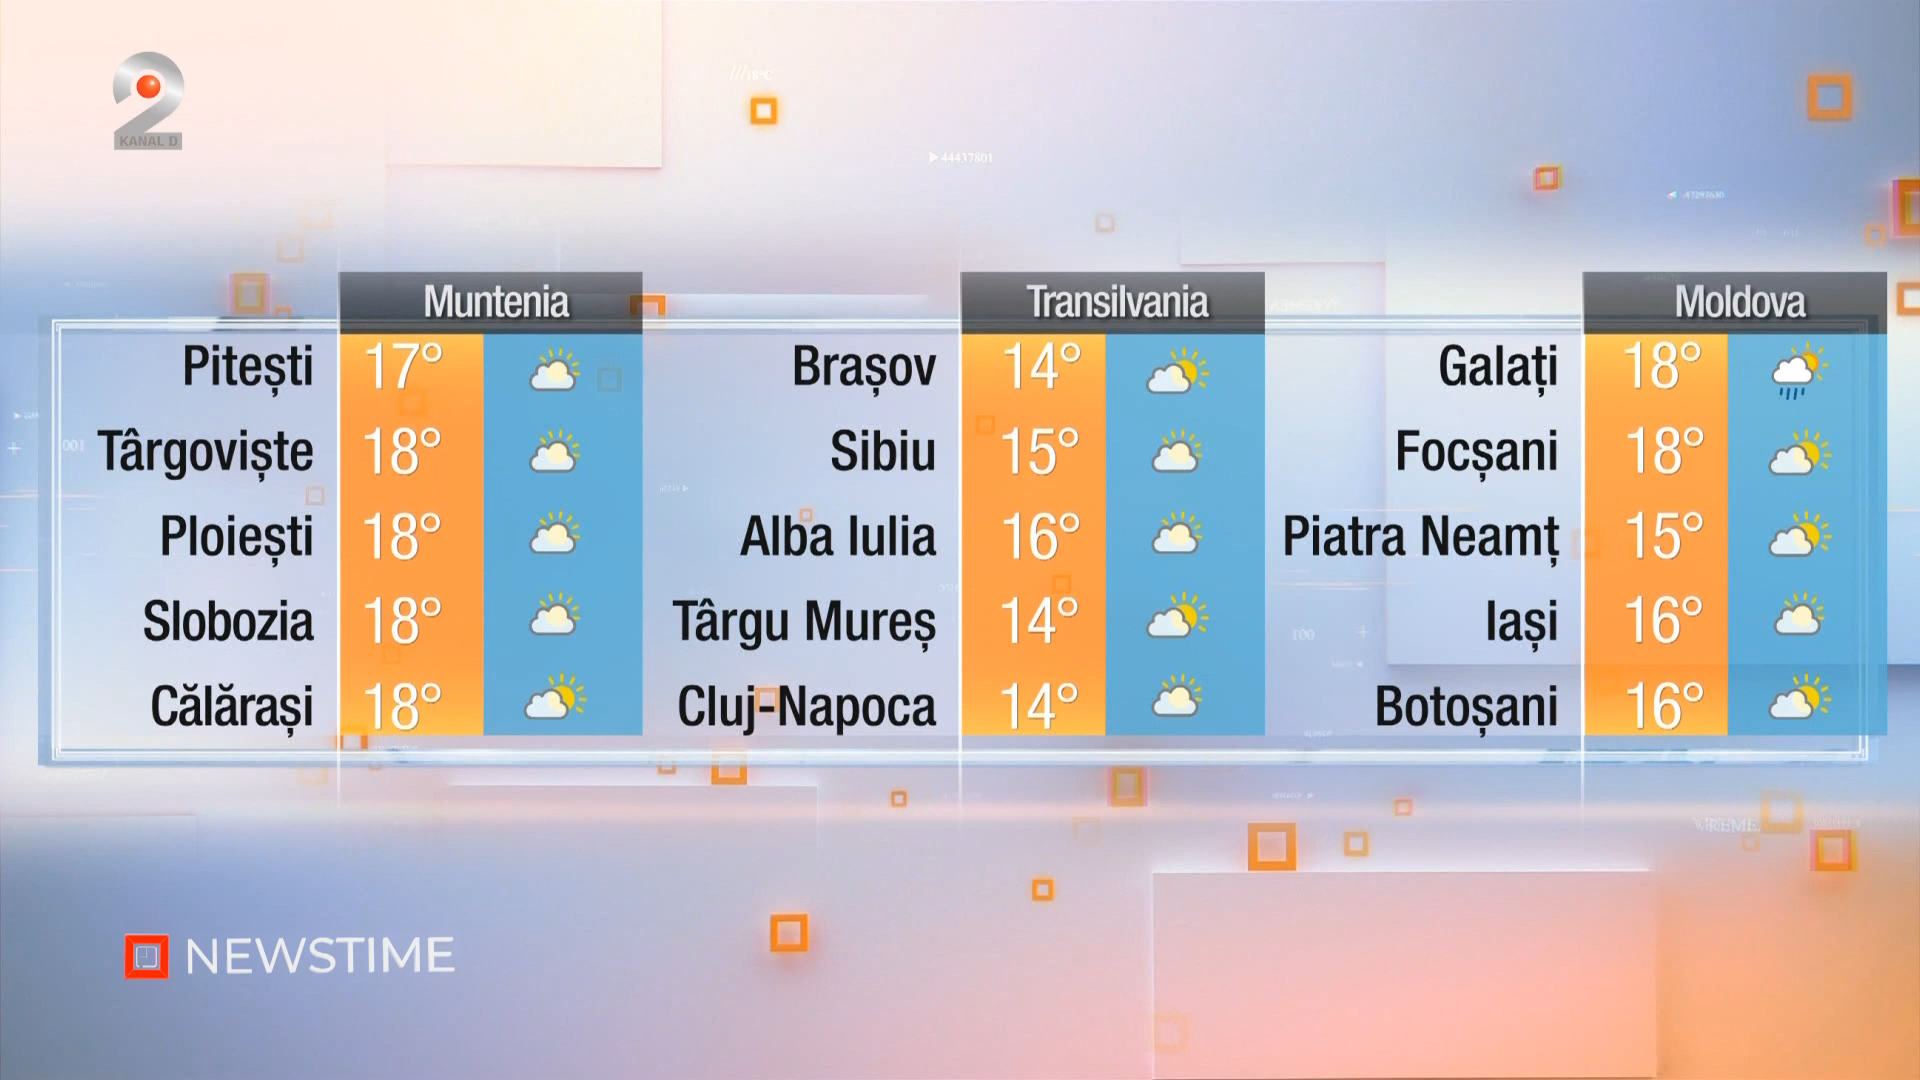 KANAL D
44437801
Muntenia
Pitești 17°
Târgoviște 18°
Ploiești 18°
Slobozia 18°
Călărași 18°
Transilvania
Brașov 14°
Sibiu 15°
Alba Iulia 16°
Târgu Mureș 14°
Cluj-Napoca 14°
Moldova
Galați 18°
Focșani 18°
Piatra Neamț 15°
Iași 16°
Botoșani 16°
100
NEWSTIME